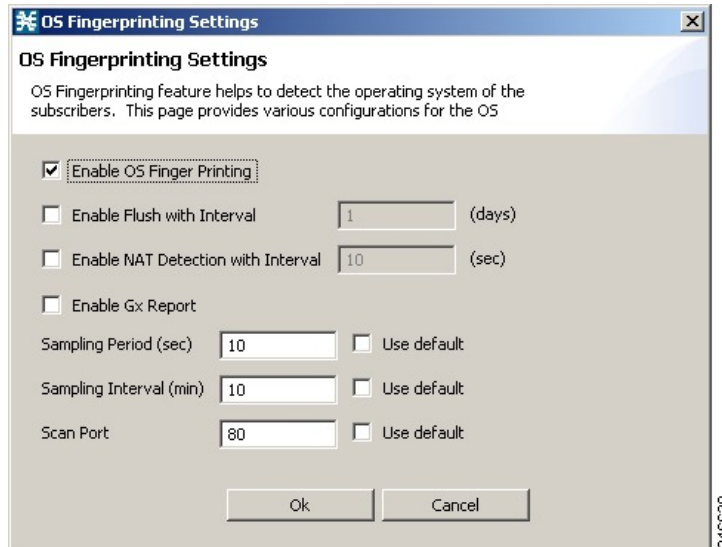 OS Fingerprinting Settings
OS Fingerprinting Settings
OS Fingerprinting feature helps to detect the operating system of the
subscribers. This page provides various configurations for the OS
Enable OS Finger Printing
Enable Flush with Interval 1 (days)
Enable NAT Detection with Interval 10 (sec)
Enable Gx Report
Sampling Period (sec) 10 Use default
Sampling Interval (min) 10 Use default
Scan Port 80 Use default
Ok Cancel